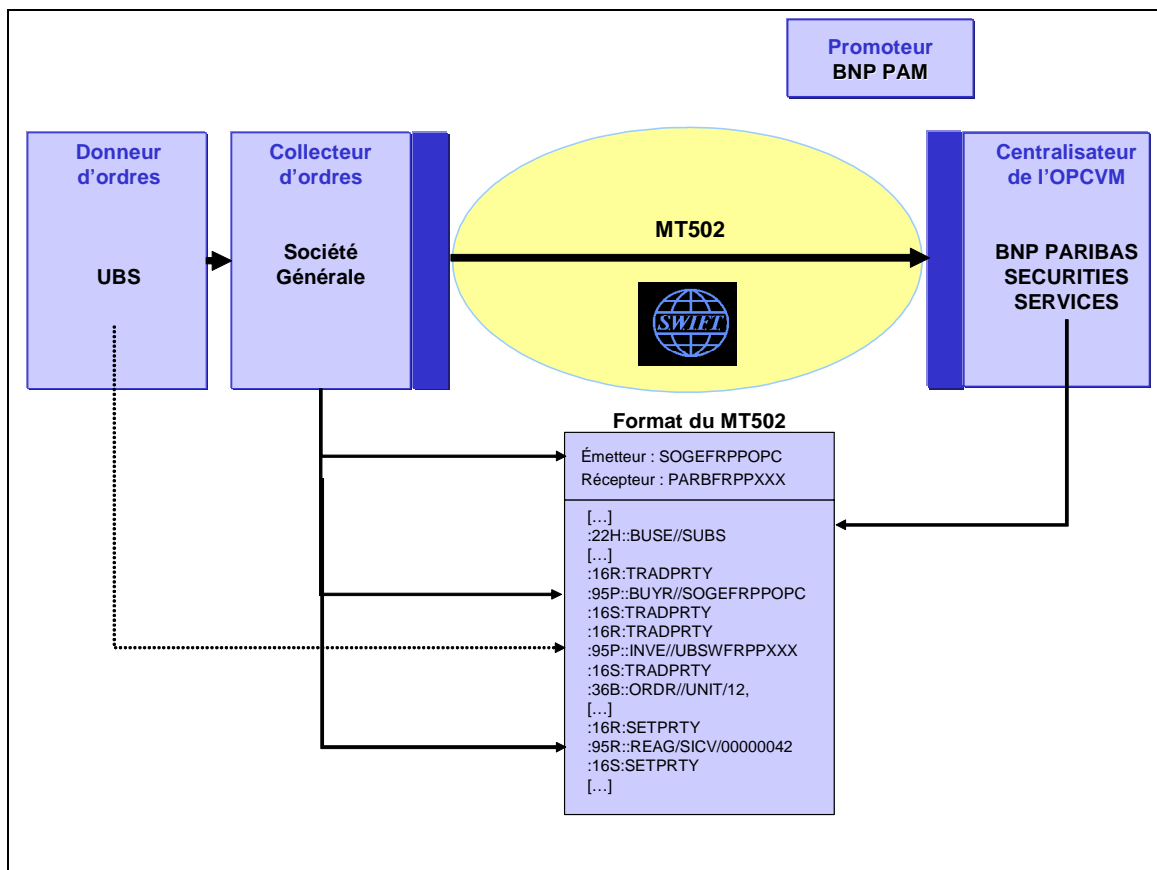 Promoteur
BNP PAM
Donneur
d'ordres
UBS
Collecteur
d'ordres
Société
Générale
MT502
SWIFT
Centralisateur
de l'OPCVM
BNP PARIBAS
SECURITIES
SERVICES
Format du MT502
Émetteur : SOGEFRPPOPC
Récepteur : PARBFRPPXXX
[…]
:22H::BUSE//SUBS
[…]
:16R:TRADPRTY
:95P::BUYR//SOGEFRPPOPC
:16S:TRADPRTY
:16R:TRADPRTY
:95P::INVE//UBSWFRPPXXX
:16S:TRADPRTY
:36B::ORDR//UNIT/12,
[…]
:16R:SETPRTY
:95R::REAG/SICV/00000042
:16S:SETPRTY
[…]